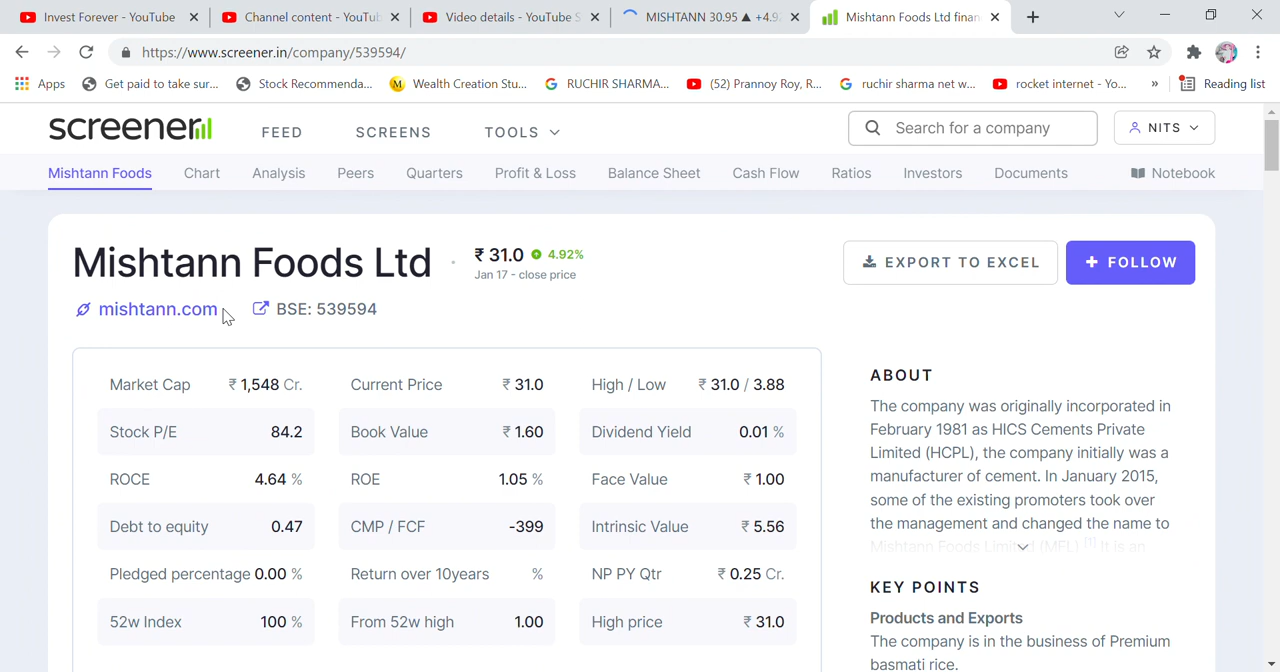 Invest Forever - YouTube
Channel content - YouTub
Video details - YouTube S
MISHTANN 30.95 ▲ +4.9
Mishtann Foods Ltd finan
https://www.screener.in/company/539594/
Apps
Get paid to take sur...
Stock Recommenda...
Wealth Creation Stu...
RUCHIR SHARMA...
(52) Prannoy Roy, R...
ruchir sharma net w...
rocket internet - Yo...
»
Reading list
screener
FEED
SCREENS
TOOLS
Search for a company
NITS
Mishtann Foods
Chart
Analysis
Peers
Quarters
Profit & Loss
Balance Sheet
Cash Flow
Ratios
Investors
Documents
Notebook
Mishtann Foods Ltd
₹ 31.0 4.92%
Jan 17 - close price
EXPORT TO EXCEL
+ FOLLOW
mishtann.com
BSE: 539594
Market Cap ₹ 1,548 Cr.
Current Price ₹ 31.0
High / Low ₹ 31.0 / 3.88
Stock P/E 84.2
Book Value ₹ 1.60
Dividend Yield 0.01 %
ROCE 4.64 %
ROE 1.05 %
Face Value ₹ 1.00
Debt to equity 0.47
CMP / FCF -399
Intrinsic Value ₹ 5.56
Pledged percentage 0.00 %
Return over 10years %
NP PY Qtr ₹ 0.25 Cr.
52w Index 100 %
From 52w high 1.00
High price ₹ 31.0
ABOUT
The company was originally incorporated in
February 1981 as HICS Cements Private
Limited (HCPL), the company initially was a
manufacturer of cement. In January 2015,
some of the existing promoters took over
the management and changed the name to
Mishtann Foods Limited (MFL) [1] It is an
KEY POINTS
Products and Exports
The company is in the business of Premium
basmati rice.